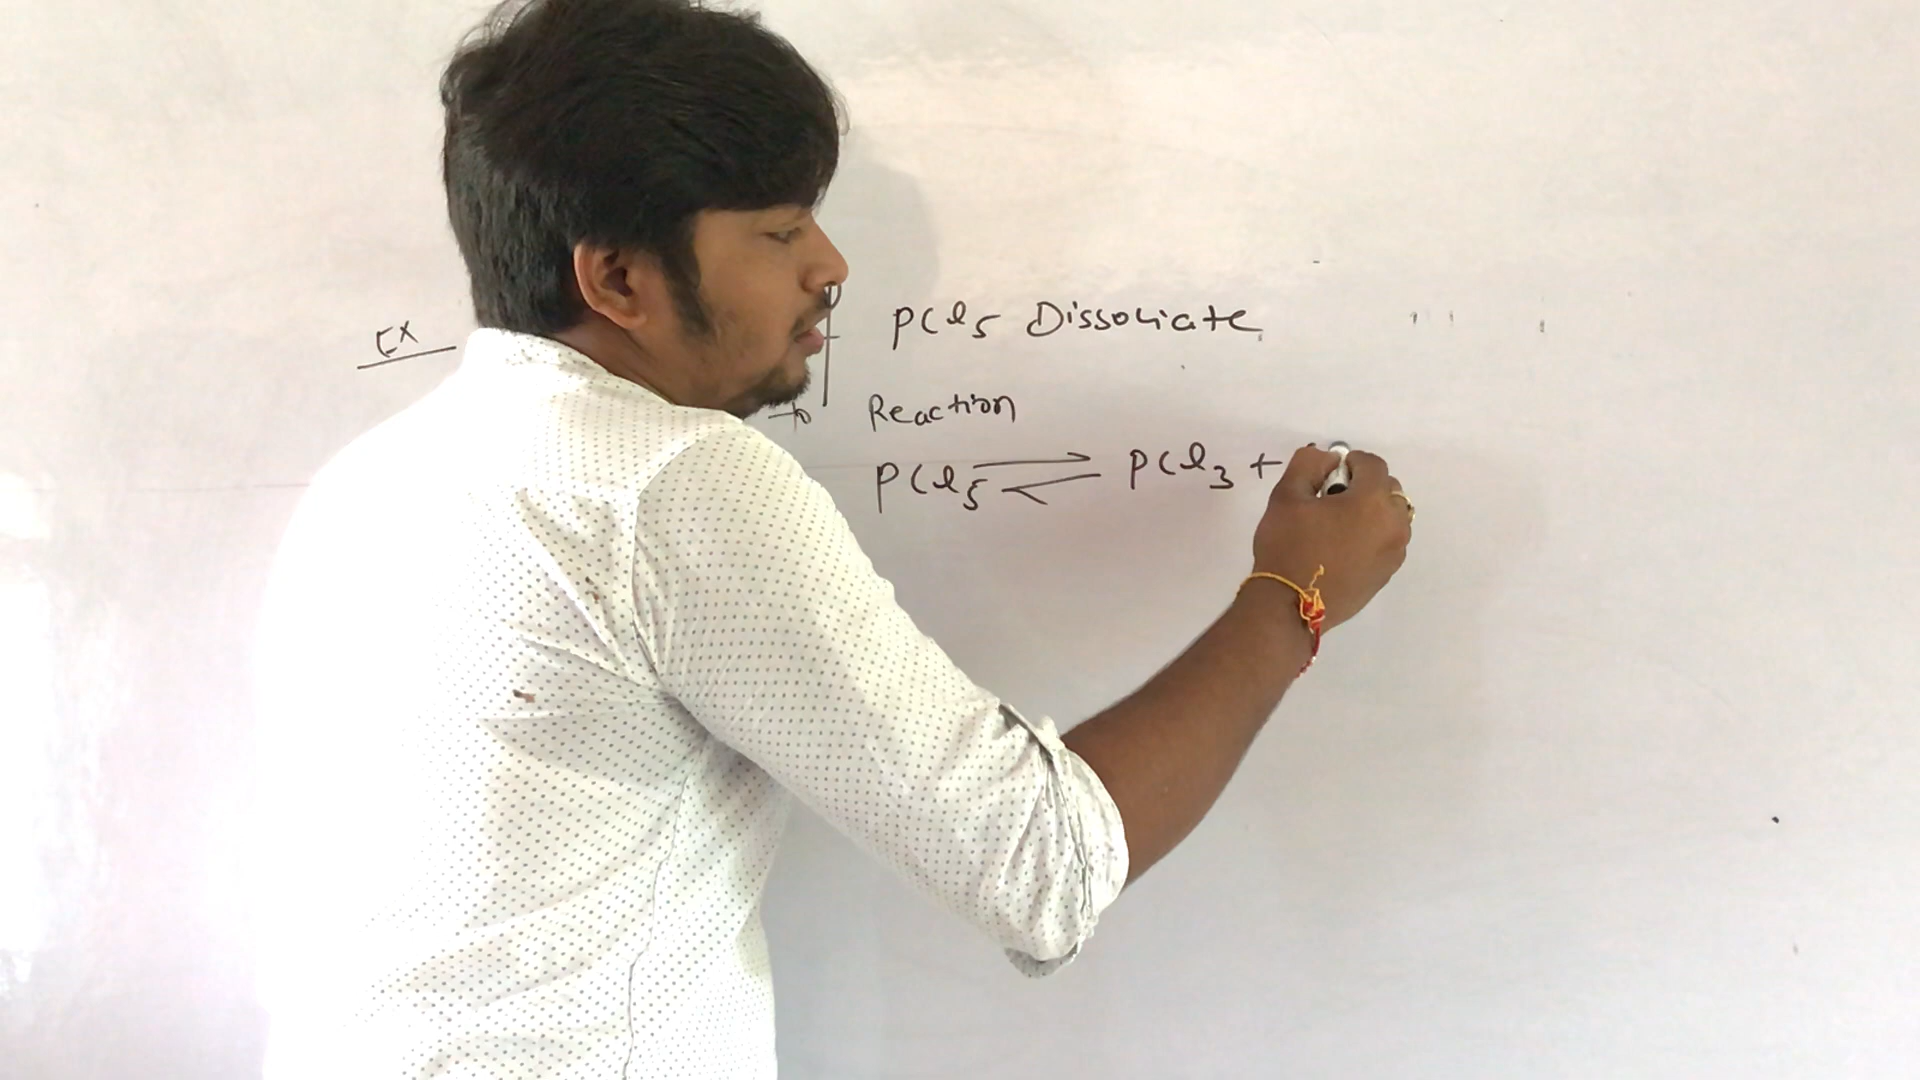 Ex
PCl5 Dissociate
Reaction
PCl5 ⇌ PCl3 +